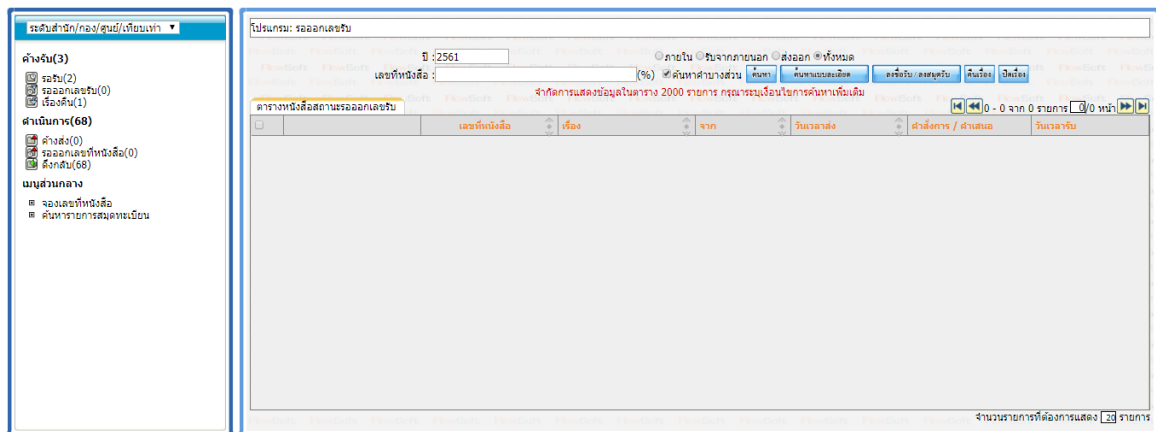 ระดับสำนัก/กอง/ศูนย์/เทียบเท่า
ค้างรับ(3)
รอรับ(2)
รอออกเลขรับ(0)
เรื่องคืน(1)
ดำเนินการ(68)
ค้างส่ง(0)
รอออกเลขที่หนังสือ(0)
ดึงกลับ(68)
เมนูส่วนกลาง
จองเลขที่หนังสือ
ค้นหารายการสมุดทะเบียน
โปรแกรม: รอออกเลขรับ
ปี : 2561 ภายใน รับจากภายนอก ส่งออก ทั้งหมด
เลขที่หนังสือ : (%) ค้นหาคำบางส่วน ค้นหา ค้นหาแบบละเอียด ลงชื่อรับ/ลงสมุดรับ คืนเรื่อง ปิดเรื่อง
จำกัดการแสดงข้อมูลในตาราง 2000 รายการ กรุณาระบุเงื่อนไขการค้นหาเพิ่มเติม
ตารางหนังสือสถานะรอออกเลขรับ 0 - 0 จาก 0 รายการ 0/0 หน้า
เลขที่หนังสือ เรื่อง จาก วันเวลาส่ง คำสั่งการ / คำเสนอ วันเวลารับ
จำนวนรายการที่ต้องการแสดง 20 รายการ